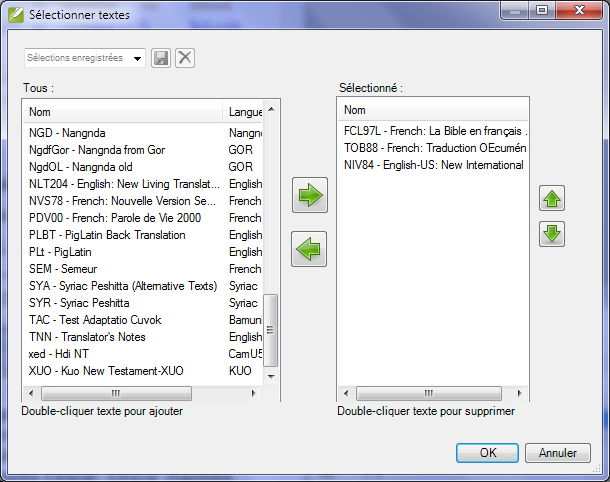 Sélectionner textes
Sélections enregistrées
Tous :
Nom Langue
NGD - Nangnda Nangn
NgdfGor - Nangnda from Gor GOR
NgdOL - Nangnda old GOR
NLT204 - English: New Living Translat... English
NVS78 - French: Nouvelle Version Se... French
PDV00 - French: Parole de Vie 2000 French
PLBT - PigLatin Back Translation English
PLt - PigLatin English
SEM - Semeur French
SYA - Syriac Peshitta (Alternative Texts) Syriac
SYR - Syriac Peshitta Syriac
TAC - Test Adaptatio Cuvok Bamun
TNN - Translator's Notes English
xed - Hdi NT CamU5
XUO - Kuo New Testament-XUO KUO
Double-cliquer texte pour ajouter
Sélectionné :
Nom
FCL97L - French: La Bible en français .
TOB88 - French: Traduction OEcumén
NIV84 - English-US: New International
Double-cliquer texte pour supprimer
OK Annuler